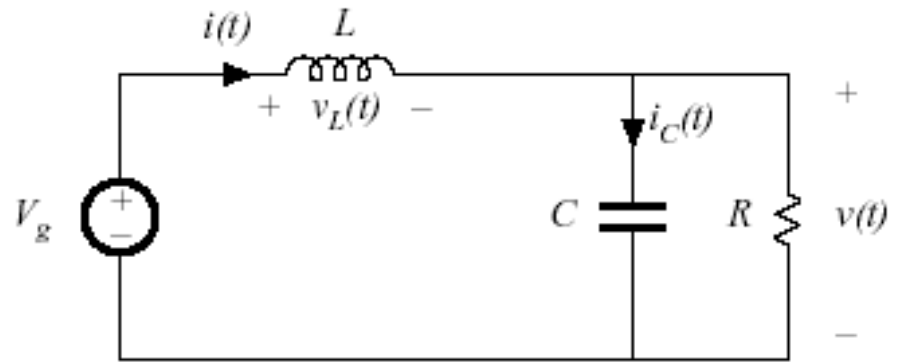 i(t) L
+ v_L(t) −
i_C(t)
+
V_g
+
−
C
R
v(t)
−